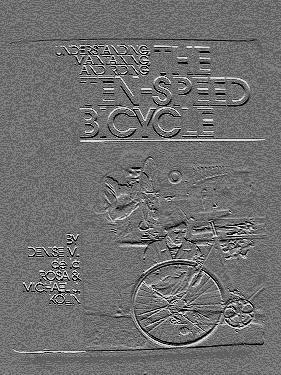 UNDERSTANDING,
MAINTAINING,
AND RIDING
THE
TEN-SPEED
BICYCLE
BY
DENISE M.
de la
ROSA &
MICHAEL J.
KOLIN